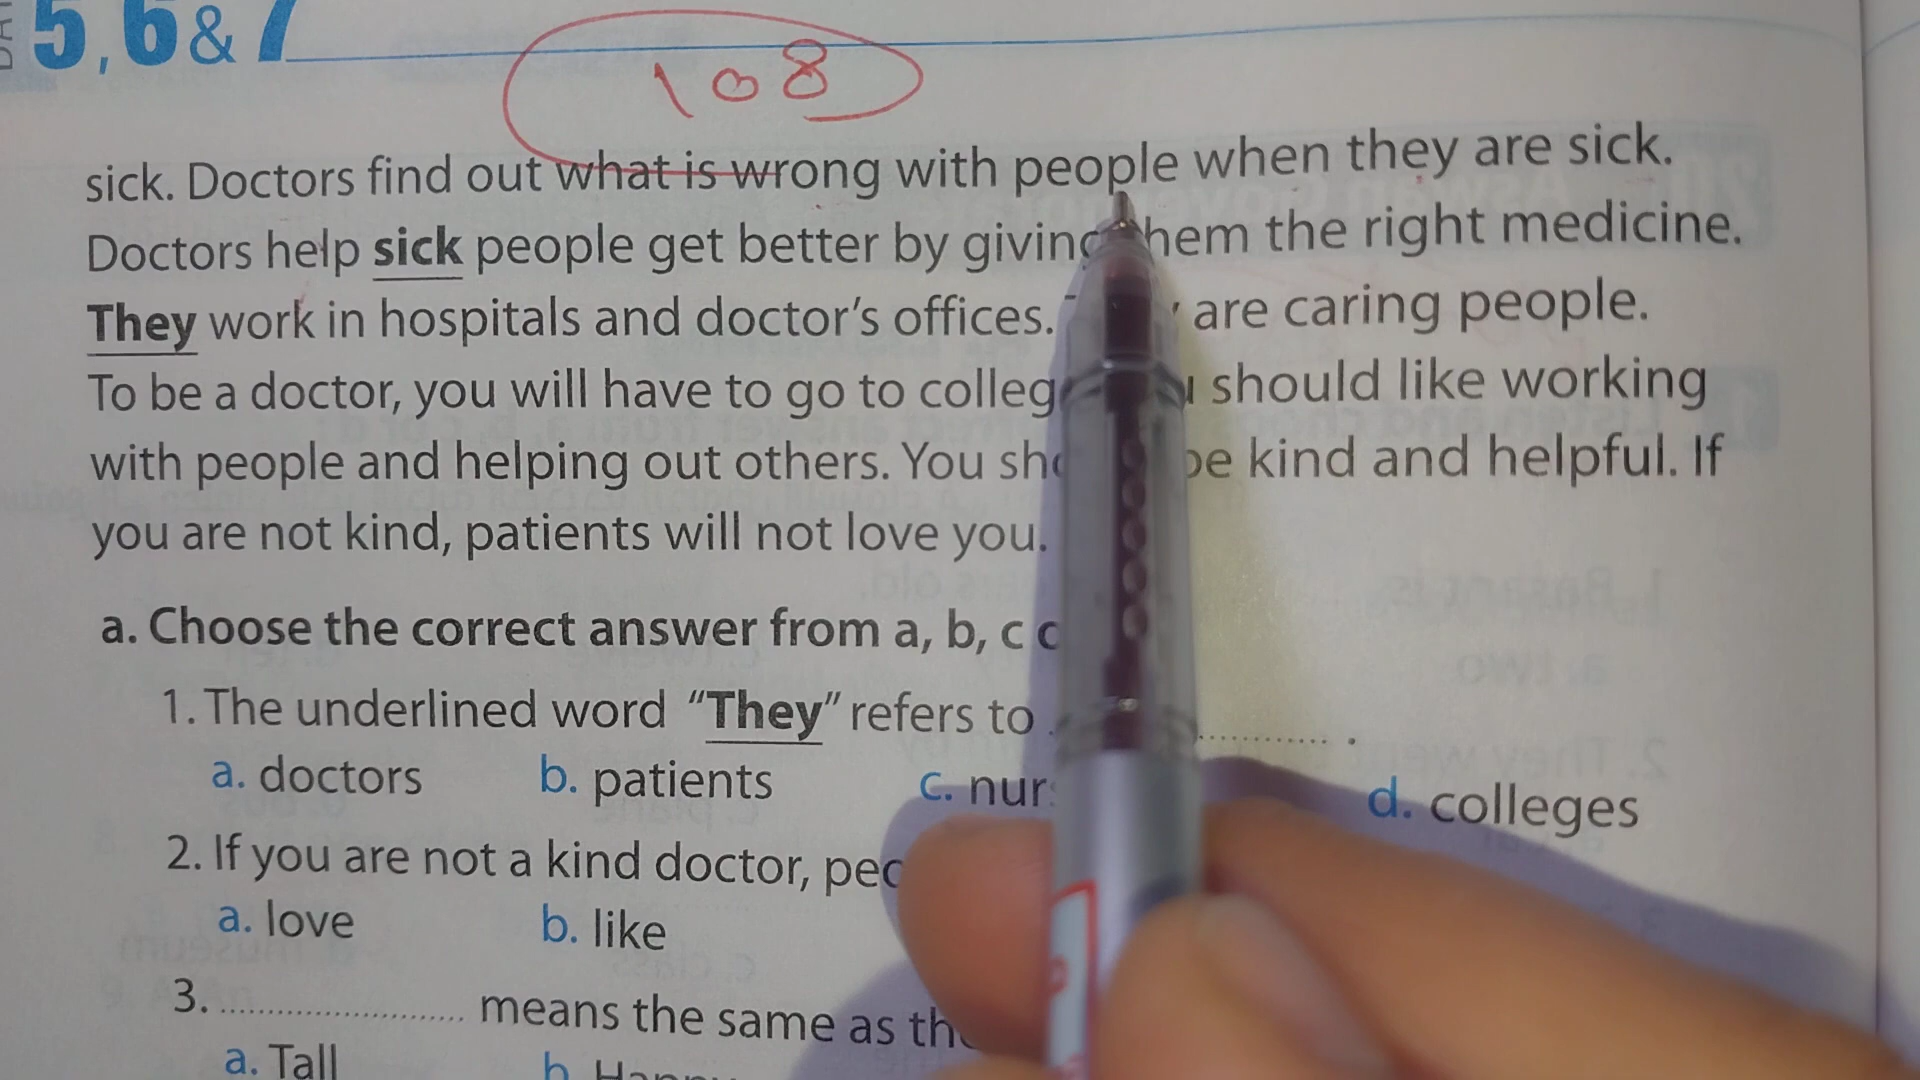 5, 6 & 7
108
sick. Doctors find out what is wrong with people when they are sick.
Doctors help sick people get better by giving them the right medicine.
They work in hospitals and doctor's offices. are caring people.
To be a doctor, you will have to go to college should like working
with people and helping out others. You be kind and helpful. If
you are not kind, patients will not love you.
a. Choose the correct answer from a, b, c
1. The underlined word "They" refers to ............ .
a. doctors b. patients c. d. colleges
2. If you are not a kind doctor,
a. love b. like
3. ........................ means the same as
a. Tall b.